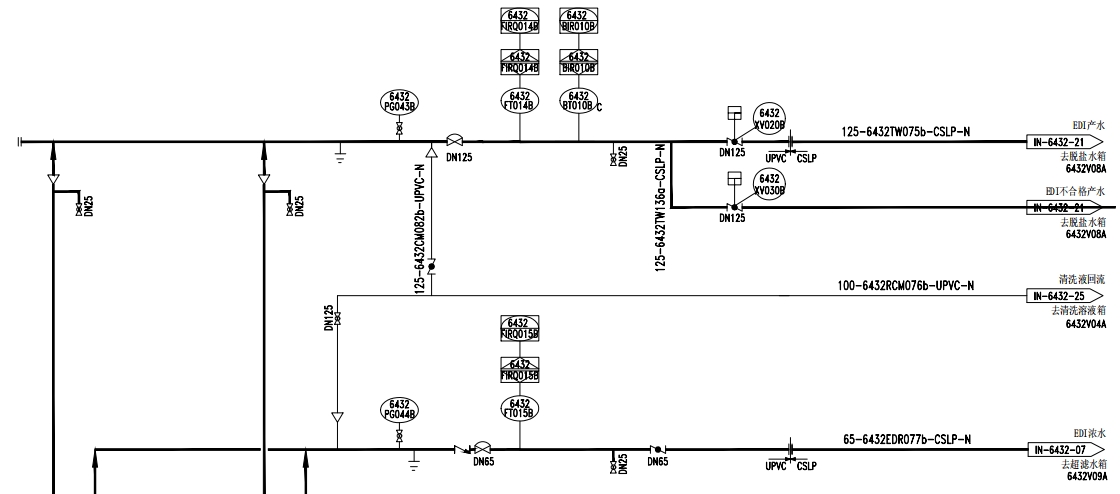 6432
FIRQ014B
6432
BIR010B
6432
FIRQ014B
6432
BIR010B
6432
PG043B
6432
FT014B
6432
BT010B
C
6432
XV020B
125-6432TW075b-CSLP-N
EDI产水
IN-6432-21
去脱盐水箱
6432V08A
DN125
DN25
DN125
UPVC
CSLP
6432
XV030B
EDI不合格产水
IN-6432-21
去脱盐水箱
6432V08A
DN25
DN25
DN125
125-6432CM082b-UPVC-N
125-6432TW136a-CSLP-N
100-6432RCM076b-UPVC-N
清洗液回流
IN-6432-25
去清洗溶液箱
6432V04A
DN125
6432
FIRQ015B
6432
FIRQ015B
6432
PG044B
6432
FT015B
65-6432EDR077b-CSLP-N
EDI浓水
IN-6432-07
去超滤水箱
6432V09A
DN65
DN25
DN65
UPVC
CSLP